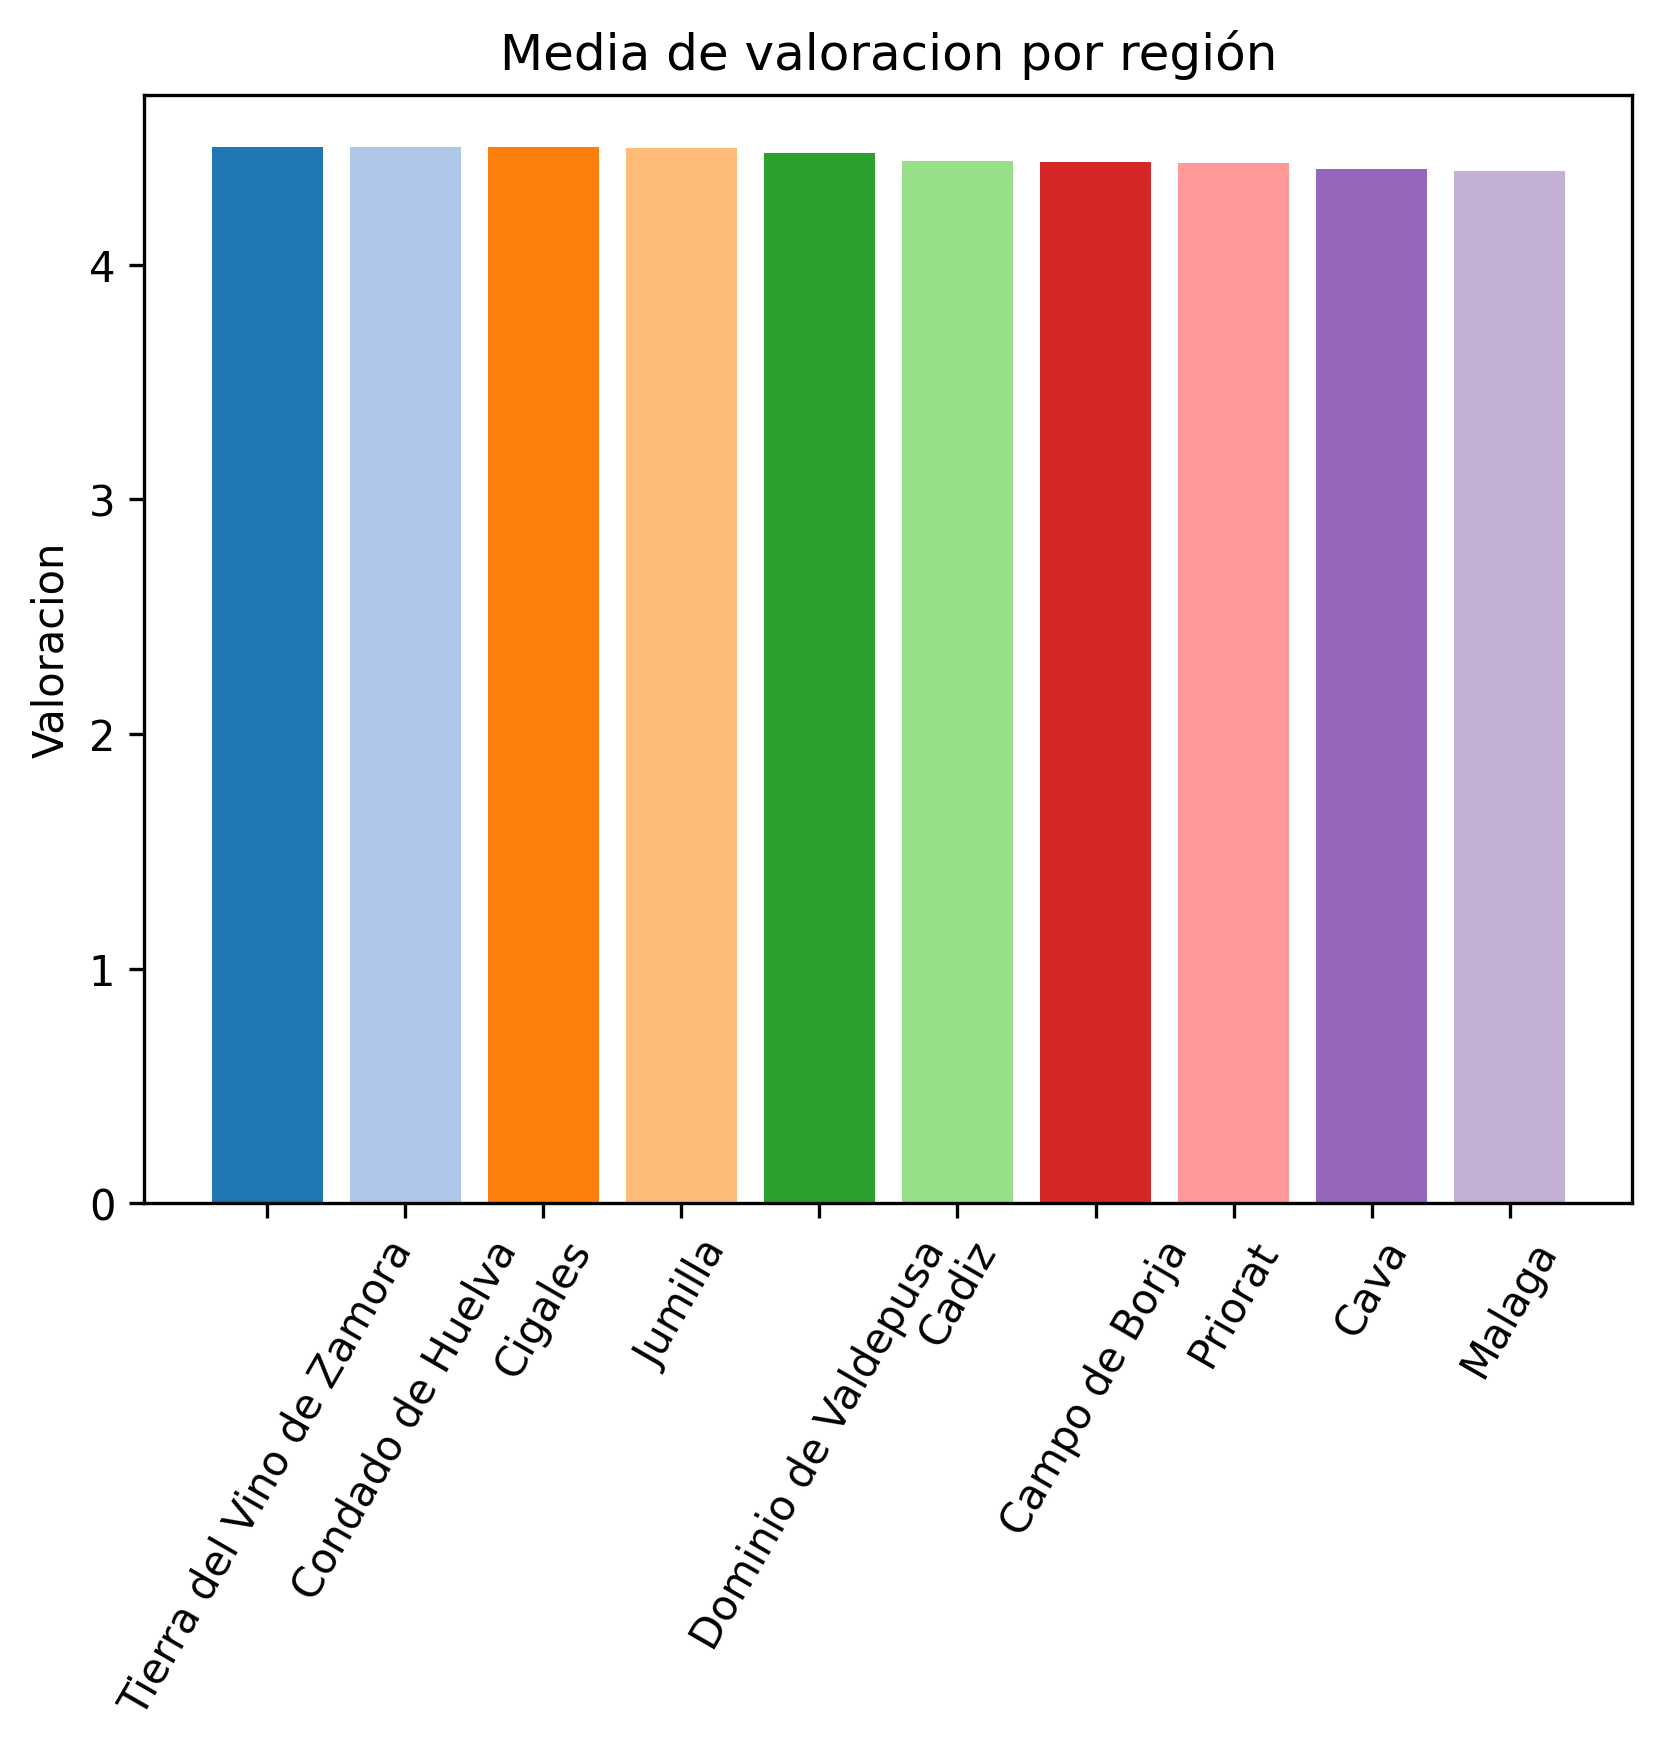 Media de valoracion por región
Valoracion
4
3
2
1
0
Tierra del Vino de Zamora
Condado de Huelva
Cigales
Jumilla
Dominio de Valdepusa
Cadiz
Campo de Borja
Priorat
Cava
Malaga